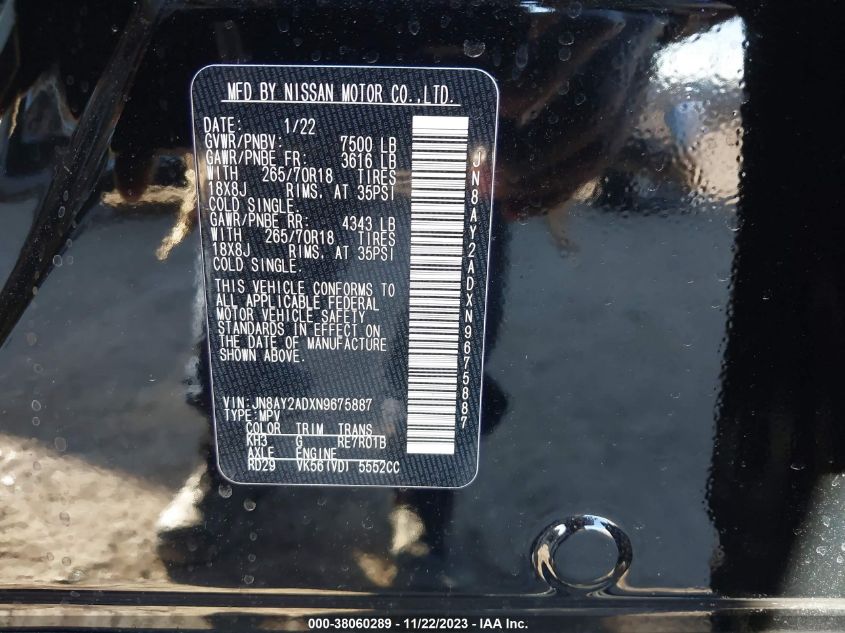 MFD BY NISSAN MOTOR CO.,LTD.
DATE: 1/22
GVWR/PNBV: 7500 LB
GAWR/PNBE FR: 3616 LB
WITH 265/70R18 TIRES
18X8J RIMS. AT 35PSI
COLD SINGLE.
GAWR/PNBE RR: 4343 LB
WITH 265/70R18 TIRES
18X8J RIMS. AT 35PSI
COLD SINGLE.
THIS VEHICLE CONFORMS TO
ALL APPLICABLE FEDERAL
MOTOR VEHICLE SAFETY
STANDARDS IN EFFECT ON
THE DATE OF MANUFACTURE
SHOWN ABOVE.
VIN:JN8AY2ADXN9675887
TYPE:MPV
COLOR TRIM TRANS
KH3 G RE7R01B
AXLE ENGINE
RD29 VK56(VD) 5552CC
JN8AY2ADXN9675887
000-38060289 - 11/22/2023 - IAA Inc.